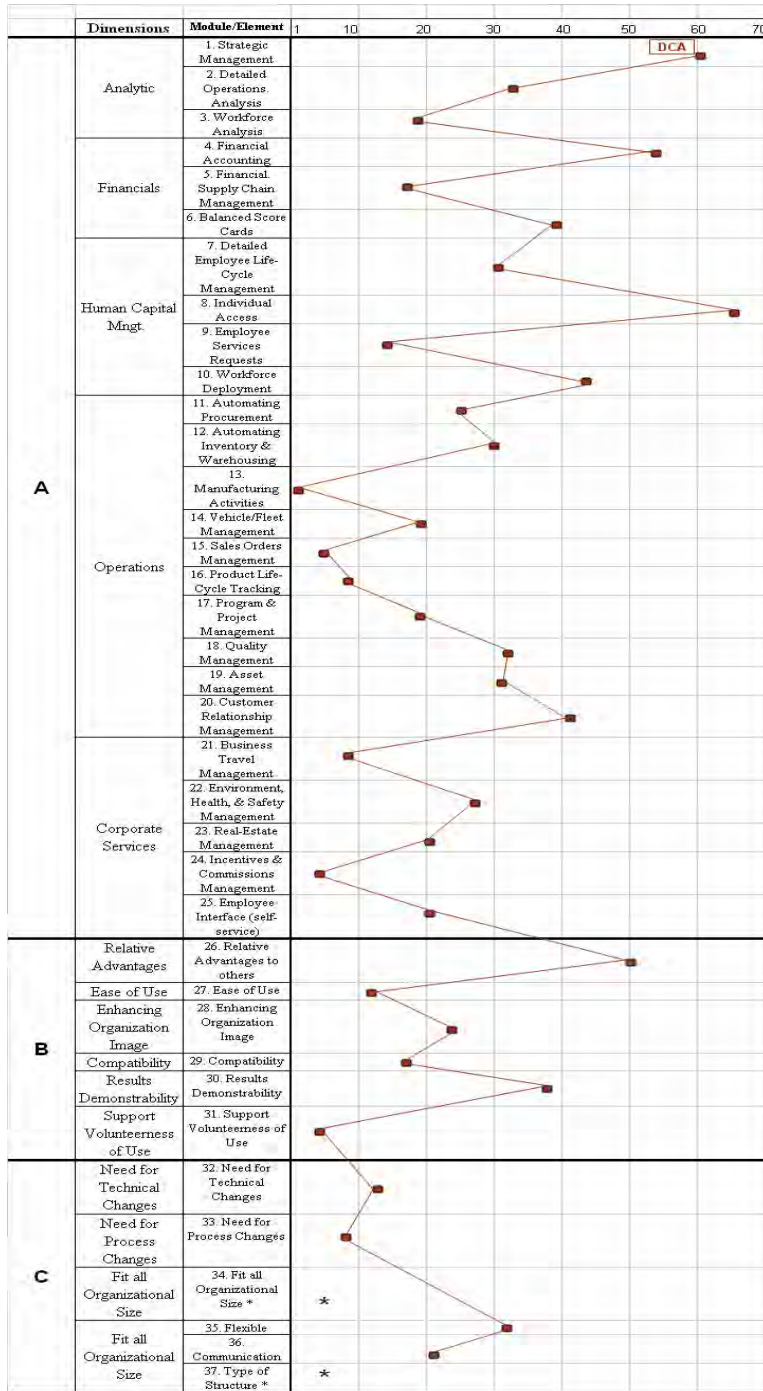 Dimensions Module/Element 1 10 20 30 40 50 60 70
A
Analytic
1. Strategic
Management
DCA
2. Detailed
Operations.
Analysis
3. Workforce
Analysis
Financials
4. Financial
Accounting
5. Financial.
Supply Chain
Management
6. Balanced Score
Cards
Human Capital
Mngt.
7. Detailed
Employee Life-
Cycle
Management
8. Individual
Access
9. Employee
Services
Requests
10. Workforce
Deployment
Operations
11. Automating
Procurement
12. Automating
Inventory &
Warehousing
13.
Manufacturing
Activities
14. Vehicle/Fleet
Management
15. Sales Orders
Management
16. Product Life-
Cycle Tracking
17. Program &
Project
Management
18. Quality
Management
19. Asset
Management
20. Customer
Relationship
Management
Corporate
Services
21. Business
Travel
Management
22. Environment,
Health, & Safety
Management
23. Real-Estate
Management
24. Incentives &
Commissions
Management
25. Employee
Interface (self-
service)
B
Relative
Advantages
26. Relative
Advantages to
others
Ease of Use
27. Ease of Use
Enhancing
Organization
Image
28. Enhancing
Organization
Image
Compatibility
29. Compatibility
Results
Demonstrability
30. Results
Demonstrability
Support
Volunteerness
of Use
31. Support
Volunteerness of
Use
C
Need for
Technical
Changes
32. Need for
Technical
Changes
Need for
Process
Changes
33. Need for
Process Changes
Fit all
Organizational
Size
34. Fit all
Organizational
Size *
*
Fit all
Organizational
Size
35. Flexible
36.
Communication
37. Type of
Structure *
*